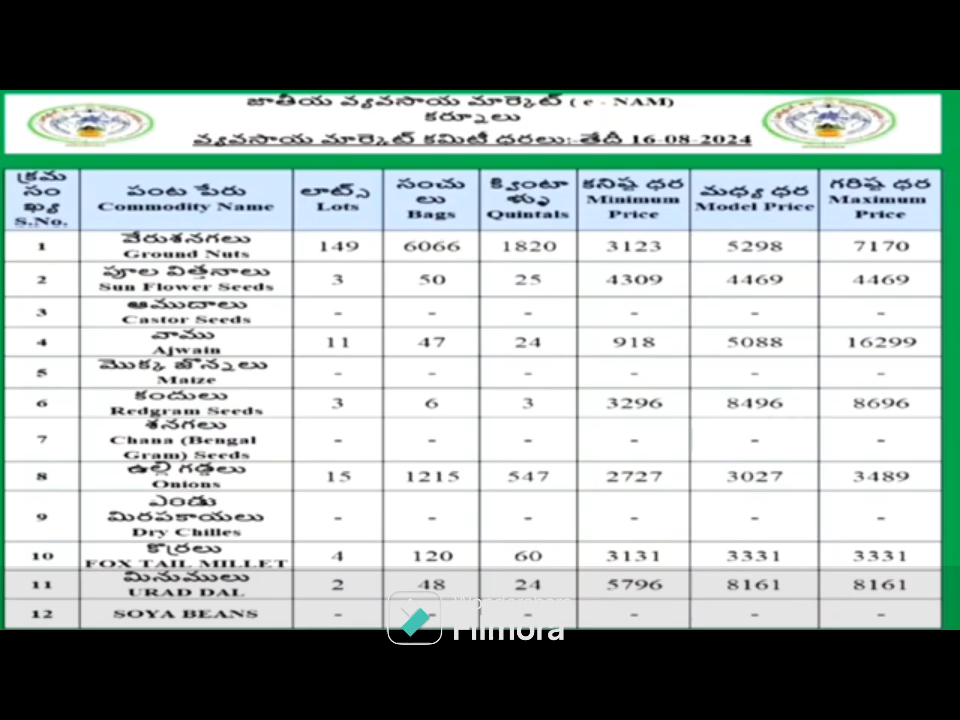 జాతీయ వ్యవసాయ మార్కెట్ ( e - NAM)
కర్నూలు
వ్యవసాయ మార్కెట్ కమిటీ ధరలు:-తేదీ 16-08-2024
క్రమ సంఖ్య S.No. పంట పేరు Commodity Name లాట్స్ Lots సంచులు Bags క్వింటాళ్ళు Quintals కనిష్ట ధర Minimum Price మధ్య ధర Model Price గరిష్ట ధర Maximum Price
1 వేరుశనగలు Ground Nuts 149 6066 1820 3123 5298 7170
2 పూల విత్తనాలు Sun Flower Seeds 3 50 25 4309 4469 4469
3 ఆముదాలు Castor Seeds - - - - - -
4 వాము Ajwain 11 47 24 918 5088 16299
5 మొక్క జొన్నలు Maize - - - - - -
6 కందులు Redgram Seeds 3 6 3 3296 8496 8696
7 శనగలు Chana (Bengal Gram) Seeds - - - - - -
8 ఉల్లి గడ్డలు Onions 15 1215 547 2727 3027 3489
9 ఎండు మిరపకాయలు Dry Chilles - - - - - -
10 కొర్రలు FOX TAIL MILLET 4 120 60 3131 3331 3331
11 మినుములు URAD DAL 2 48 24 5796 8161 8161
12 SOYA BEANS - - - - - -
Wondershare
Filmora